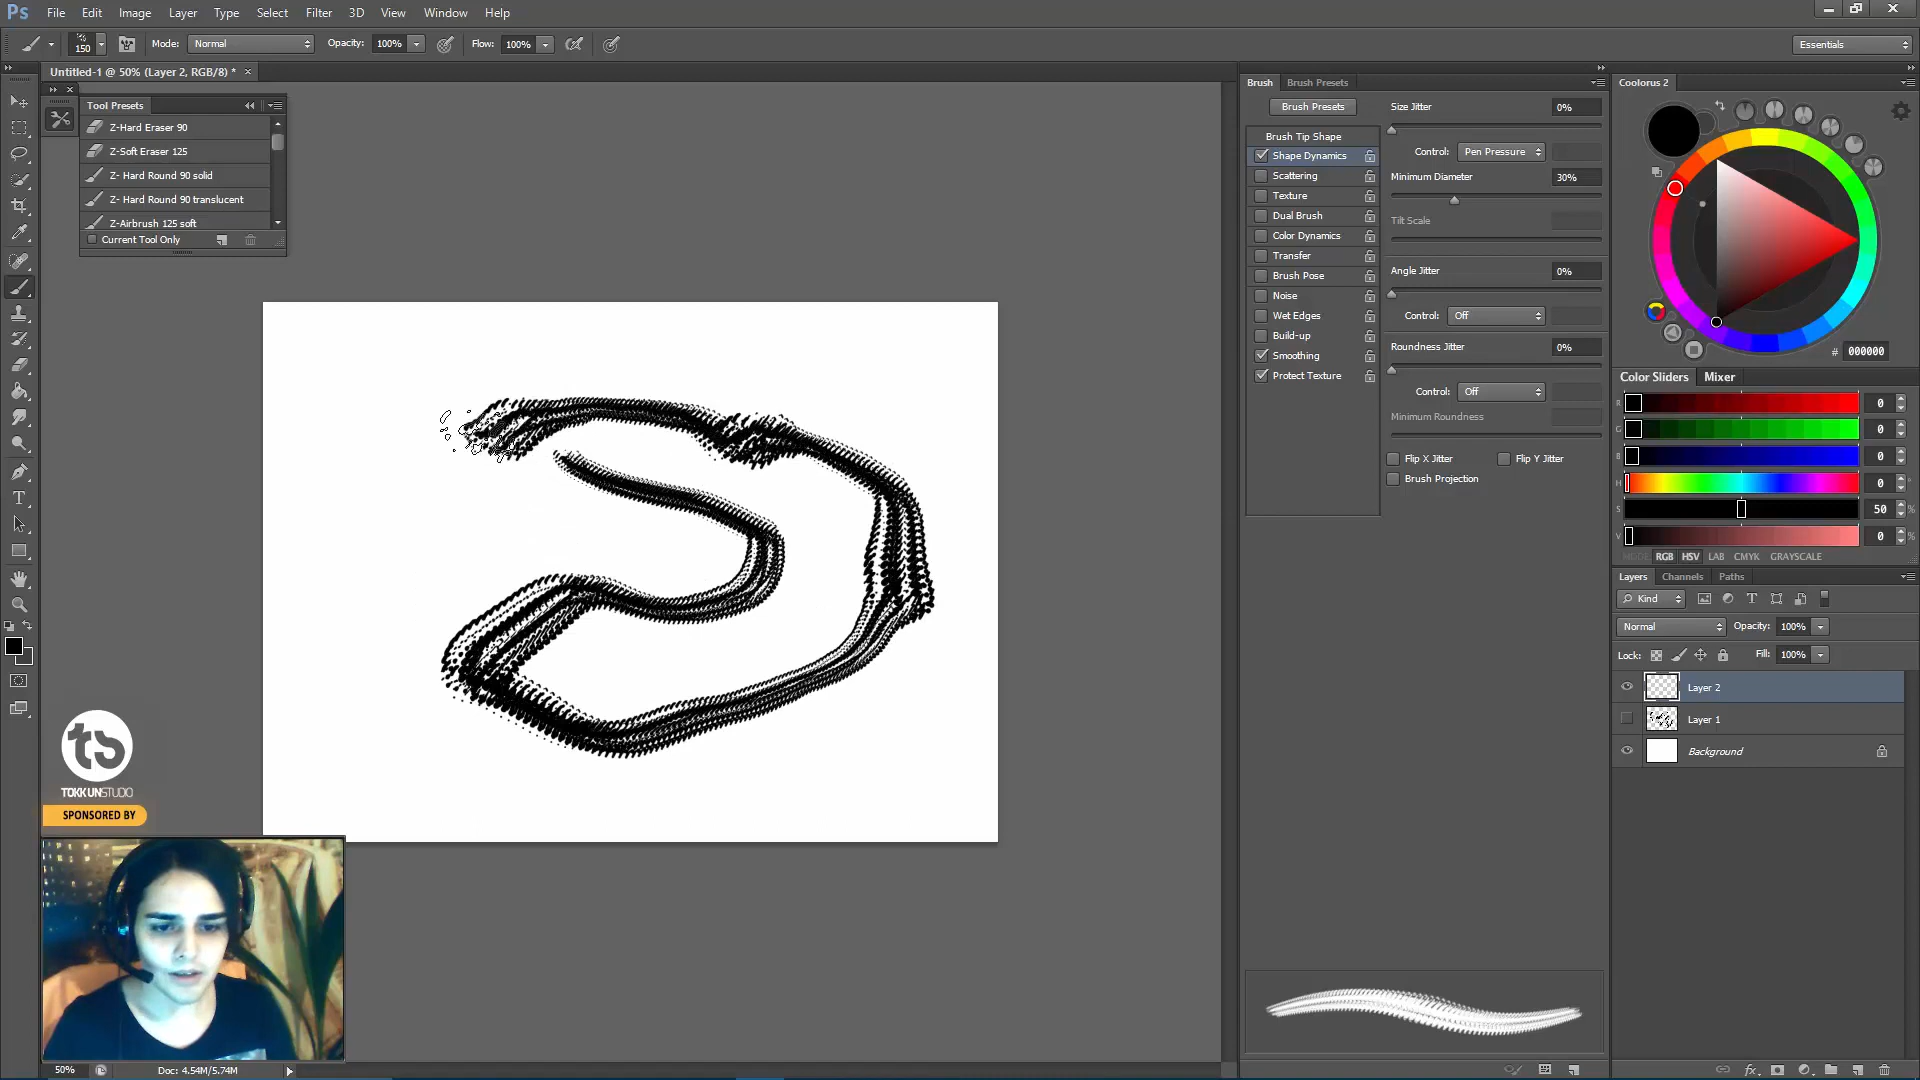 Ps File Edit Image Layer Type Select Filter 3D View Window Help
150 Mode: Normal Opacity: 100% Flow: 100% Essentials
Untitled-1 @ 50% (Layer 2, RGB/8) * ×
Tool Presets
Z-Hard Eraser 90
Z-Soft Eraser 125
Z- Hard Round 90 solid
Z- Hard Round 90 translucent
Z-Airbrush 125 soft
Current Tool Only
Brush Brush Presets
Brush Presets
Brush Tip Shape
Shape Dynamics
Scattering
Texture
Dual Brush
Color Dynamics
Transfer
Brush Pose
Noise
Wet Edges
Build-up
Smoothing
Protect Texture
Size Jitter 0%
Control: Pen Pressure
Minimum Diameter 30%
Tilt Scale
Angle Jitter 0%
Control: Off
Roundness Jitter 0%
Control: Off
Minimum Roundness
Flip X Jitter Flip Y Jitter
Brush Projection
Coolorus 2
# 000000
Color Sliders Mixer
R 0
G 0
B 0
H 0 °
S 50 %
V 0 %
MODE RGB HSV LAB CMYK GRAYSCALE
Layers Channels Paths
Kind
Normal Opacity: 100%
Lock: Fill: 100%
Layer 2
Layer 1
Background
ts
TOKKUNSTUDIO
SPONSORED BY
50% Doc: 4.54M/5.74M